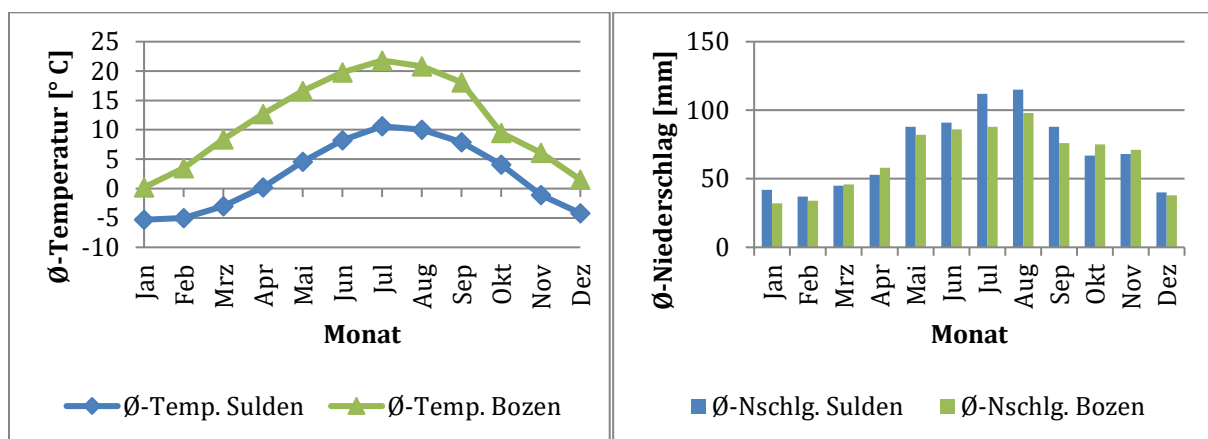 Ø-Temperatur [° C]
25
20
15
10
5
0
-5
-10
Jan
Feb
Mrz
Apr
Mai
Jun
Jul
Aug
Sep
Okt
Nov
Dez
Monat
Ø-Temp. Sulden
Ø-Temp. Bozen
Ø-Niederschlag [mm]
150
100
50
0
Jan
Feb
Mrz
Apr
Mai
Jun
Jul
Aug
Sep
Okt
Nov
Dez
Monat
Ø-Nschlg. Sulden
Ø-Nschlg. Bozen